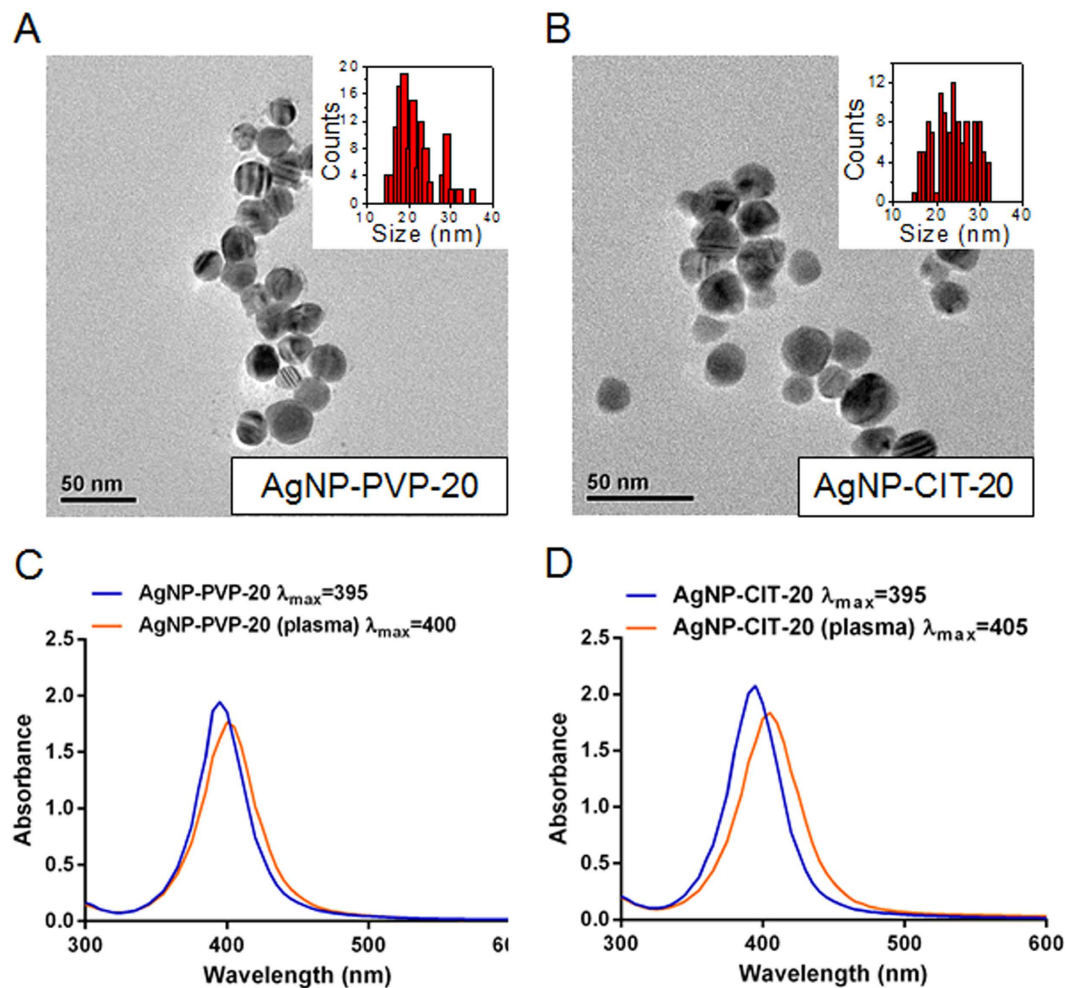 A
20
16
12
8
4
0
Counts
10 20 30 40
Size (nm)
50 nm
AgNP-PVP-20
B
12
8
4
0
Counts
10 20 30 40
Size (nm)
50 nm
AgNP-CIT-20
C
AgNP-PVP-20 λmax=395
AgNP-PVP-20 (plasma) λmax=400
2.5
2.0
1.5
1.0
0.5
0.0
Absorbance
300 400 500
Wavelength (nm)
D
AgNP-CIT-20 λmax=395
AgNP-CIT-20 (plasma) λmax=405
2.5
2.0
1.5
1.0
0.5
0.0
Absorbance
300 400 500 600
Wavelength (nm)